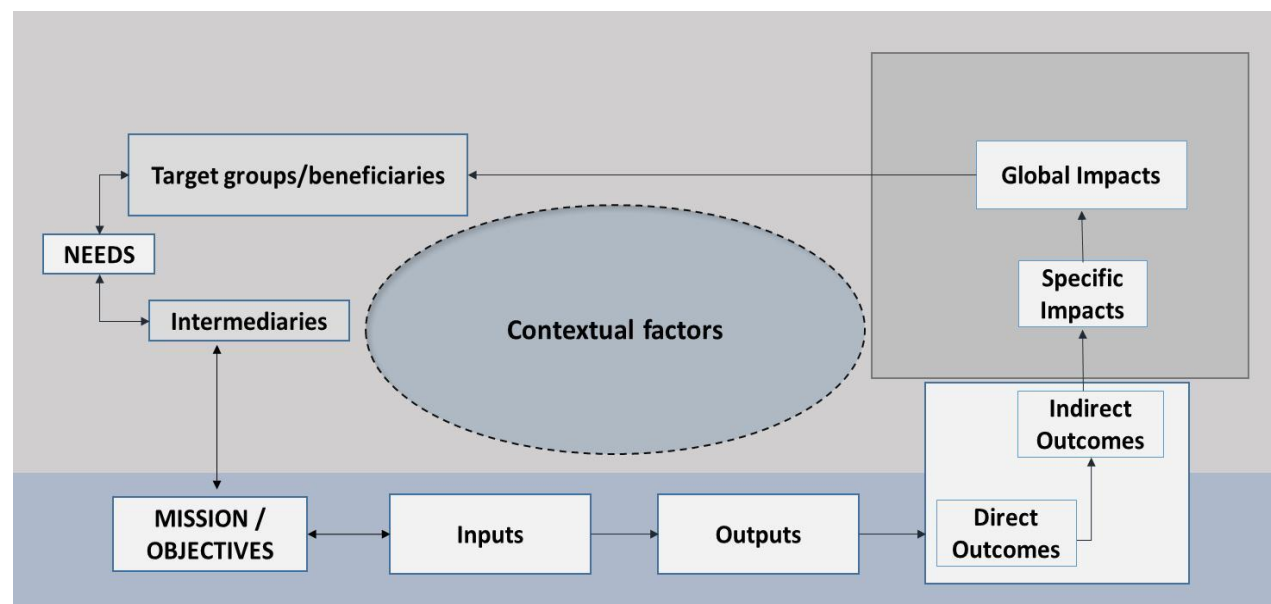 Target groups/beneficiaries
Global Impacts
NEEDS
Specific
Impacts
Intermediaries
Contextual factors
Indirect
Outcomes
MISSION /
OBJECTIVES
Inputs
Outputs
Direct
Outcomes